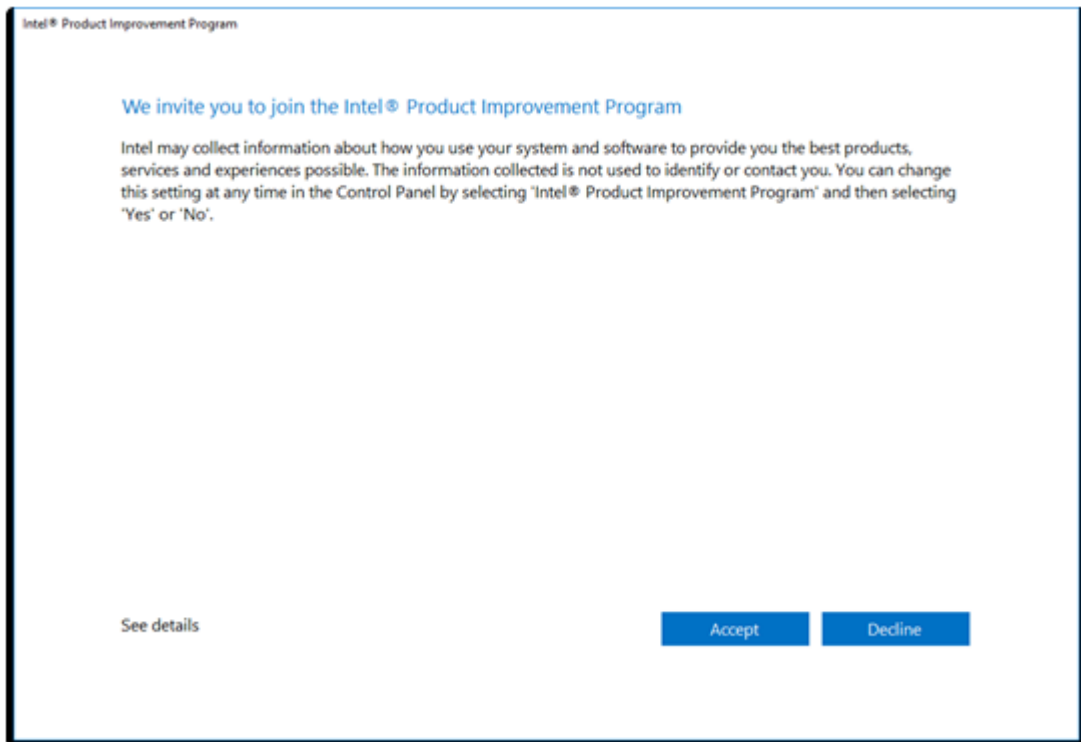 Intel® Product Improvement Program
We invite you to join the Intel® Product Improvement Program
Intel may collect information about how you use your system and software to provide you the best products,
services and experiences possible. The information collected is not used to identify or contact you. You can change
this setting at any time in the Control Panel by selecting 'Intel® Product Improvement Program' and then selecting
'Yes' or 'No'.
See details
Accept
Decline